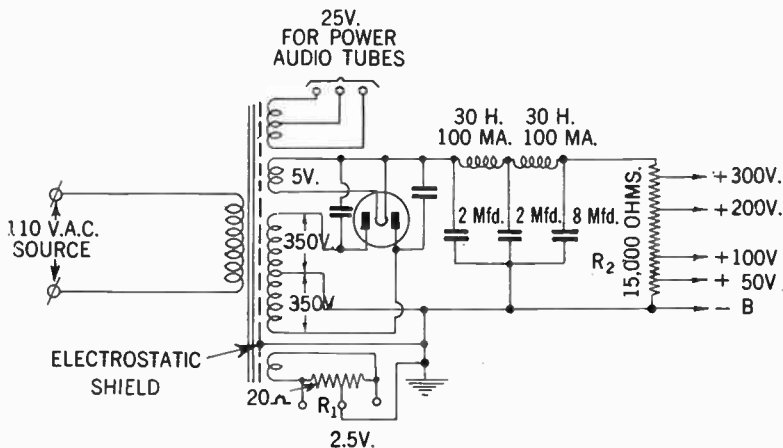 25V.
FOR POWER
AUDIO TUBES
30 H. 30 H.
100 MA. 100 MA.
5V.
110 V.A.C.
SOURCE
350V
350V
2 Mfd. 2 Mfd. 8 Mfd.
R2
15,000 OHMS.
+300V.
+200V.
+100V
+ 50V.
- B
ELECTROSTATIC
SHIELD
20Ω
R1
2.5V.